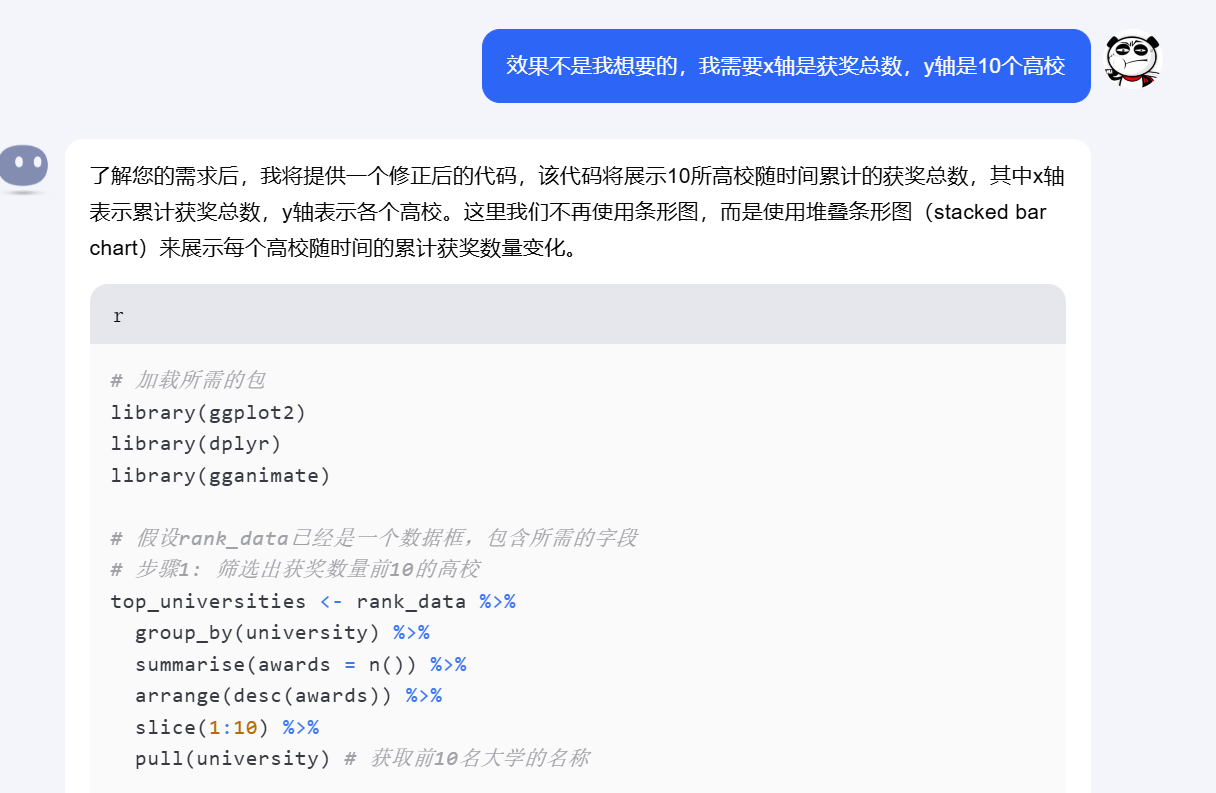 效果不是我想要的，我需要x轴是获奖总数，y轴是10个高校
了解您的需求后，我将提供一个修正后的代码，该代码将展示10所高校随时间累计的获奖总数，其中x轴
表示累计获奖总数，y轴表示各个高校。这里我们不再使用条形图，而是使用堆叠条形图（stacked bar
chart）来展示每个高校随时间的累计获奖数量变化。
r
# 加载所需的包
library(ggplot2)
library(dplyr)
library(gganimate)
# 假设rank_data已经是一个数据框，包含所需的字段
# 步骤1: 筛选出获奖数量前10的高校
top_universities <- rank_data %>%
  group_by(university) %>%
  summarise(awards = n()) %>%
  arrange(desc(awards)) %>%
  slice(1:10) %>%
  pull(university) # 获取前10名大学的名称